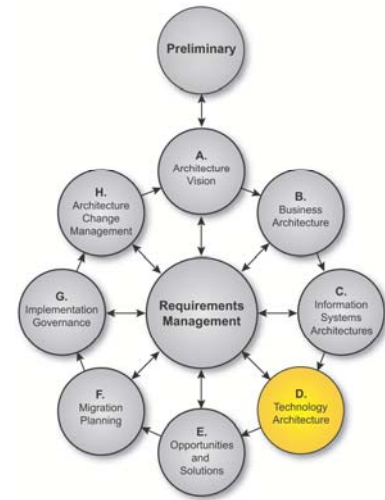 Preliminary
A.
Architecture
Vision
B.
Business
Architecture
C.
Information
Systems
Architectures
D.
Technology
Architecture
E.
Opportunities
and
Solutions
F.
Migration
Planning
G.
Implementation
Governance
H.
Architecture
Change
Management
Requirements
Management